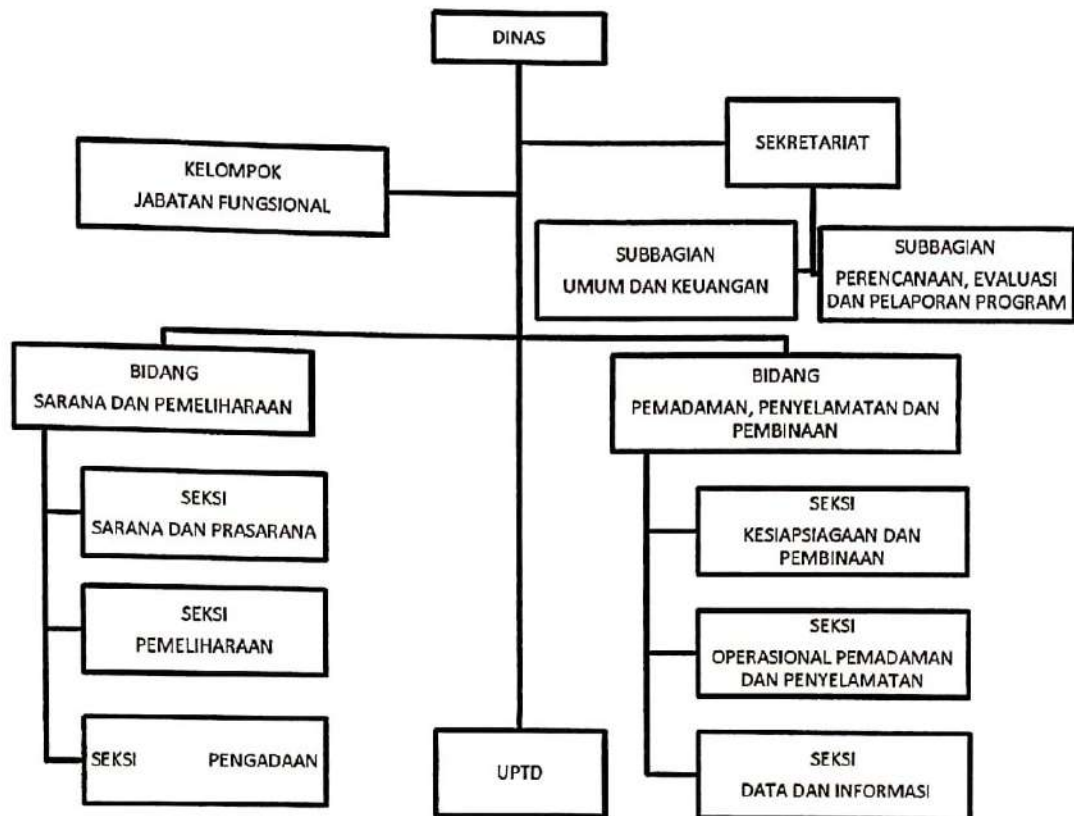 DINAS
SEKRETARIAT
KELOMPOK
JABATAN FUNGSIONAL
SUBBAGIAN
UMUM DAN KEUANGAN
SUBBAGIAN
PERENCANAAN, EVALUASI
DAN PELAPORAN PROGRAM
BIDANG
SARANA DAN PEMELIHARAAN
SEKSI
SARANA DAN PRASARANA
SEKSI
PEMELIHARAAN
SEKSI PENGADAAN
BIDANG
PEMADAMAN, PENYELAMATAN DAN
PEMBINAAN
SEKSI
KESIAPSIAGAAN DAN
PEMBINAAN
SEKSI
OPERASIONAL PEMADAMAN
DAN PENYELAMATAN
SEKSI
DATA DAN INFORMASI
UPTD